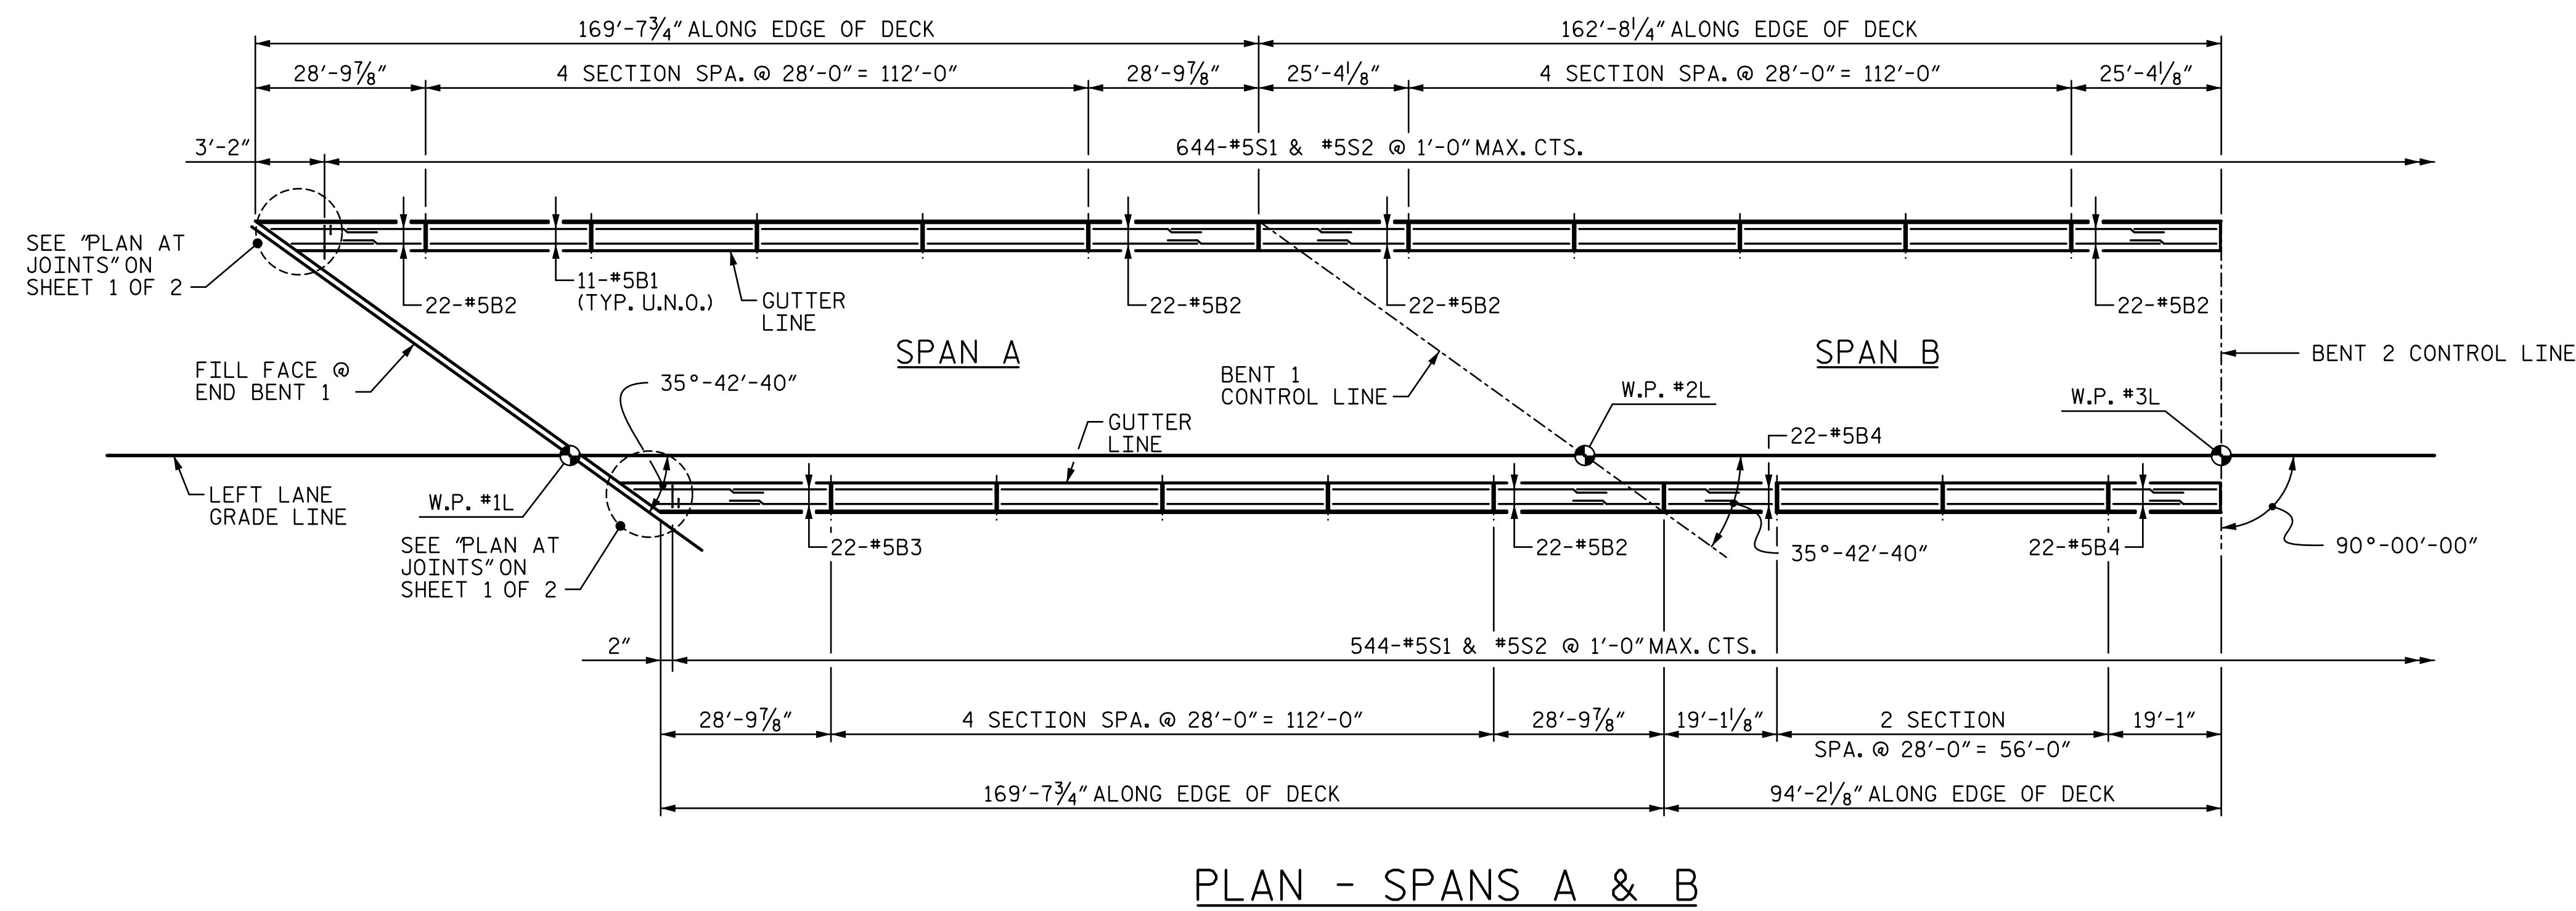 169'-7¾" ALONG EDGE OF DECK
162'-8¼" ALONG EDGE OF DECK
28'-9⅞"
4 SECTION SPA. @ 28'-0" = 112'-0"
28'-9⅞"
25'-4⅛"
4 SECTION SPA. @ 28'-0" = 112'-0"
25'-4⅛"
3'-2"
644-#5S1 & #5S2 @ 1'-0" MAX. CTS.
SEE "PLAN AT
JOINTS" ON
SHEET 1 OF 2
22-#5B2
11-#5B1
(TYP. U.N.O.)
GUTTER
LINE
22-#5B2
22-#5B2
22-#5B2
SPAN A
SPAN B
BENT 2 CONTROL LINE
FILL FACE @
END BENT 1
35°-42'-40"
BENT 1
CONTROL LINE
W.P. #2L
W.P. #3L
GUTTER
LINE
22-#5B4
LEFT LANE
GRADE LINE
W.P. #1L
SEE "PLAN AT
JOINTS" ON
SHEET 1 OF 2
22-#5B3
22-#5B2
35°-42'-40"
22-#5B4
90°-00'-00"
2"
544-#5S1 & #5S2 @ 1'-0" MAX. CTS.
28'-9⅞"
4 SECTION SPA. @ 28'-0" = 112'-0"
28'-9⅞"
19'-1⅛"
2 SECTION
SPA. @ 28'-0" = 56'-0"
19'-1"
169'-7¾" ALONG EDGE OF DECK
94'-2⅛" ALONG EDGE OF DECK
PLAN - SPANS A & B